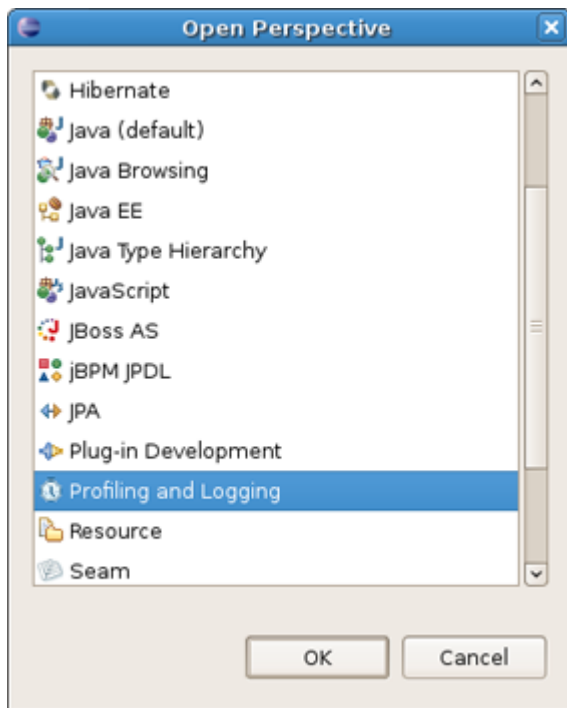 Open Perspective
Hibernate
Java (default)
Java Browsing
Java EE
Java Type Hierarchy
JavaScript
JBoss AS
jBPM JPDL
JPA
Plug-in Development
Profiling and Logging
Resource
Seam
OK
Cancel